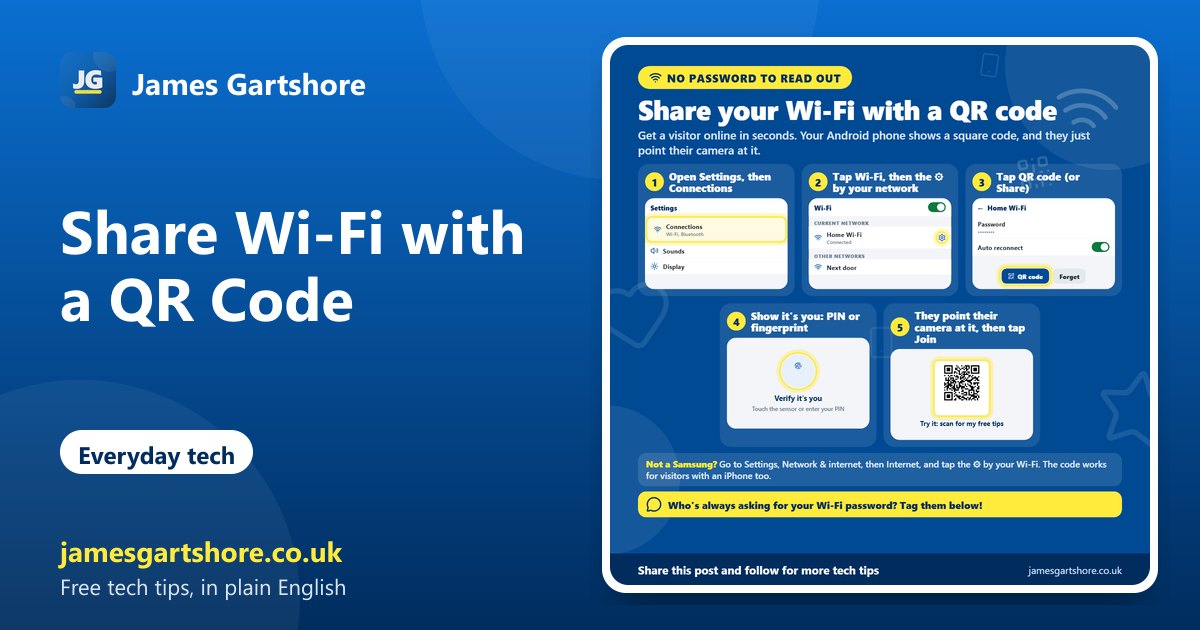 JG
James Gartshore
Share Wi-Fi with
a QR Code
Everyday tech
jamesgartshore.co.uk
Free tech tips, in plain English
NO PASSWORD TO READ OUT
Share your Wi-Fi with a QR code
Get a visitor online in seconds. Your Android phone shows a square code, and they just
point their camera at it.
1
Open Settings, then
Connections
Settings
Connections
Wi-Fi, Bluetooth
Sounds
Display
2
Tap Wi-Fi, then the ⚙
by your network
Wi-Fi
CURRENT NETWORK
Home Wi-Fi
Connected
OTHER NETWORKS
Next door
3
Tap QR code (or
Share)
← Home Wi-Fi
Password
········
Auto reconnect
QR code
Forget
4
Show it's you: PIN or
fingerprint
Verify it's you
Touch the sensor or enter your PIN
5
They point their
camera at it, then tap
Join
Try it: scan for my free tips
Not a Samsung? Go to Settings, Network & internet, then Internet, and tap the ⚙ by your Wi-Fi. The code works
for visitors with an iPhone too.
Who's always asking for your Wi-Fi password? Tag them below!
Share this post and follow for more tech tips
jamesgartshore.co.uk